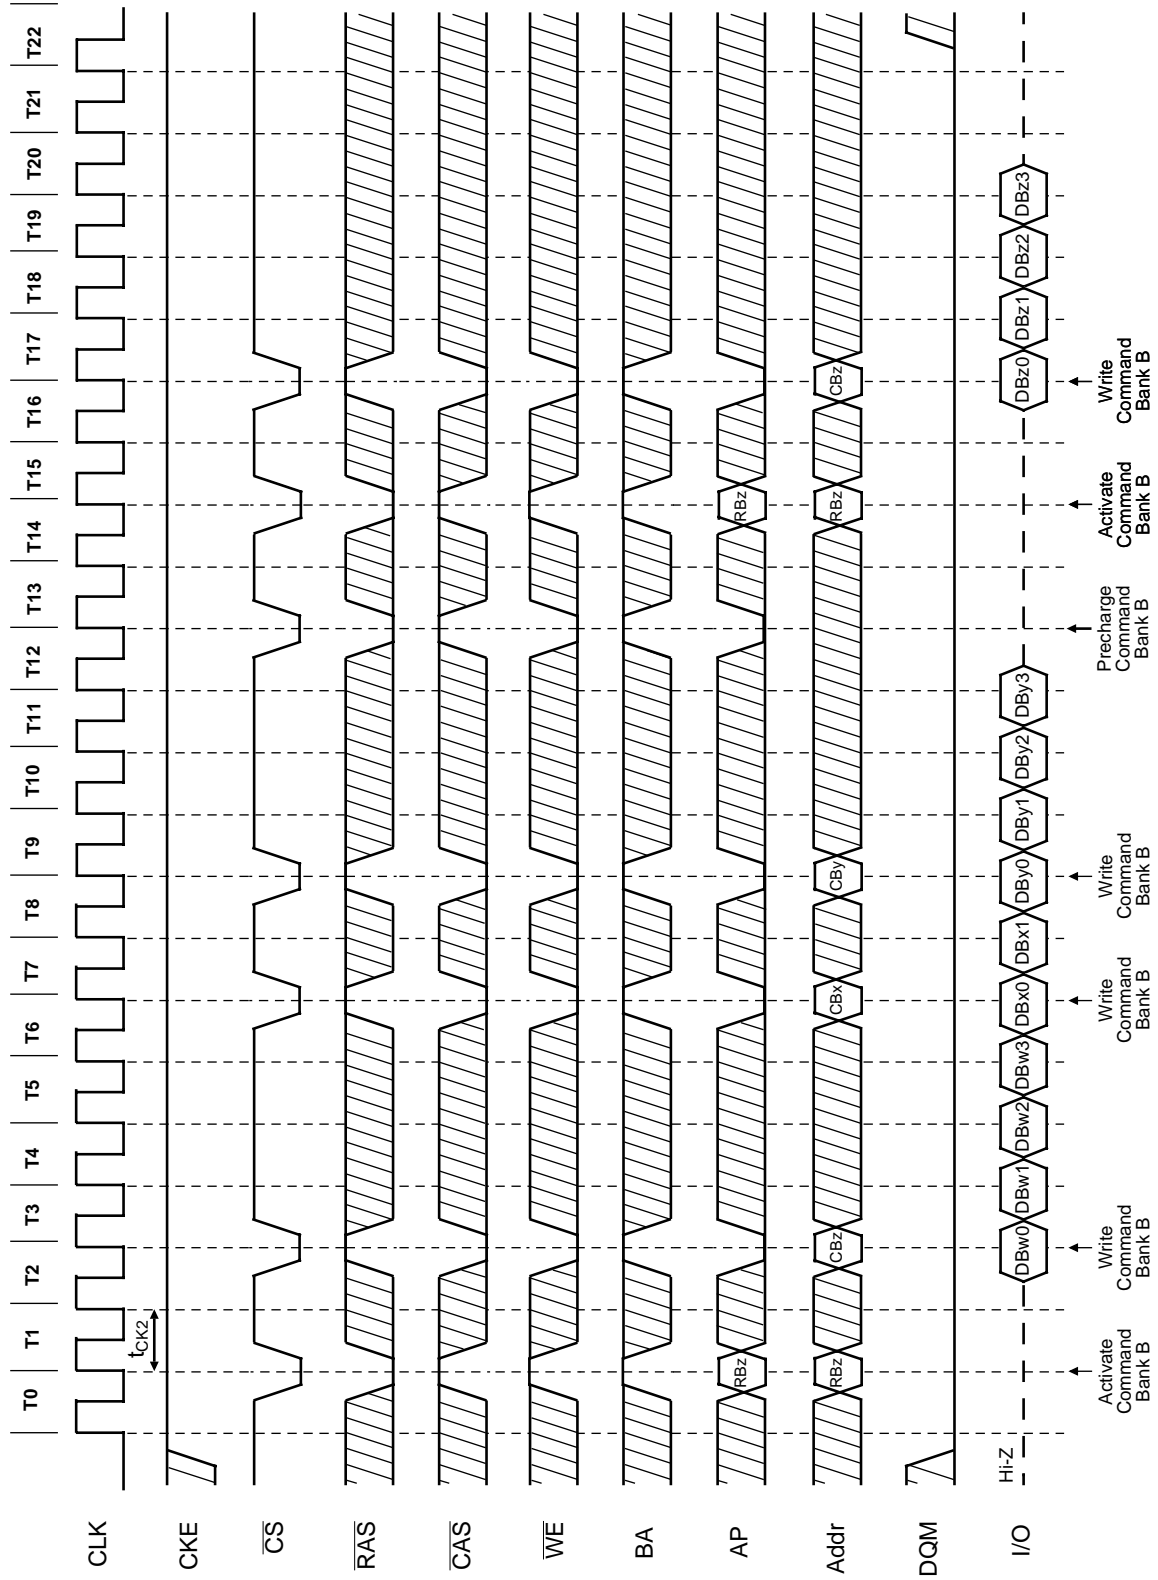 T0 T1 T2 T3 T4 T5 T6 T7 T8 T9 T10 T11 T12 T13 T14 T15 T16 T17 T18 T19 T20 T21 T22
CLK
tCK2
CKE
CS
RAS
CAS
WE
BA
AP
RBz RBz
Addr
RBz CBz CBx CBy RBz CBz
DQM
I/O
Hi-Z
DBw0 DBw1 DBw2 DBw3 DBx0 DBx1 DBy0 DBy1 DBy2 DBy3 DBz0 DBz1 DBz2 DBz3
Activate
Command
Bank B
Write
Command
Bank B
Write
Command
Bank B
Write
Command
Bank B
Precharge
Command
Bank B
Activate
Command
Bank B
Write
Command
Bank B